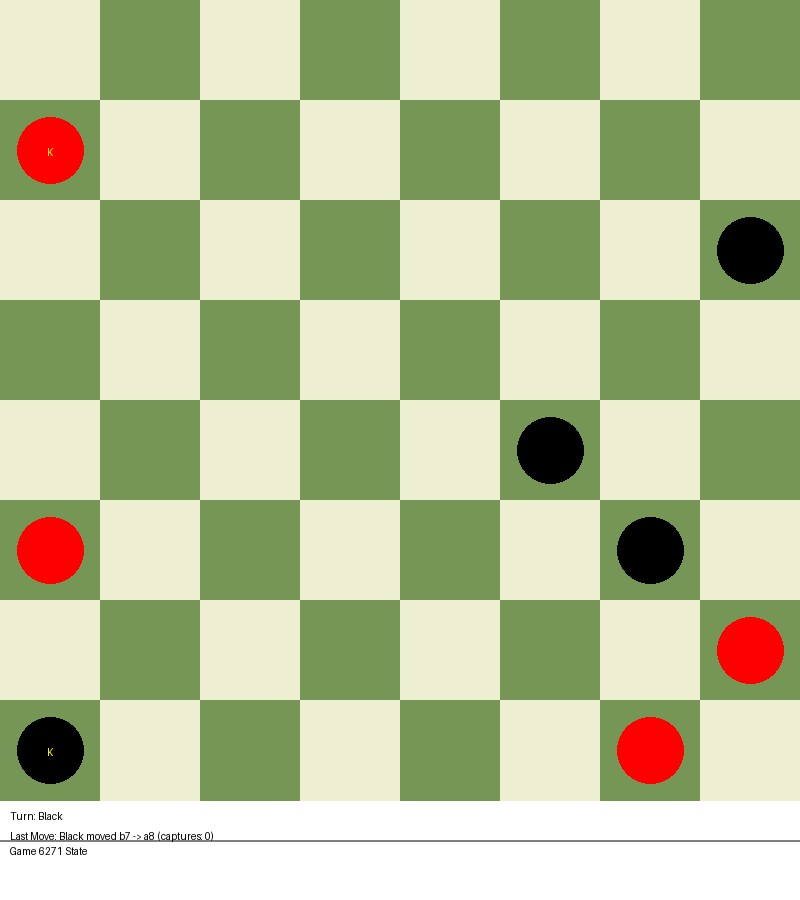 K
K
Turn: Black
Last Move: Black moved b7 -> a8 (captures: 0)
Game 6271 State